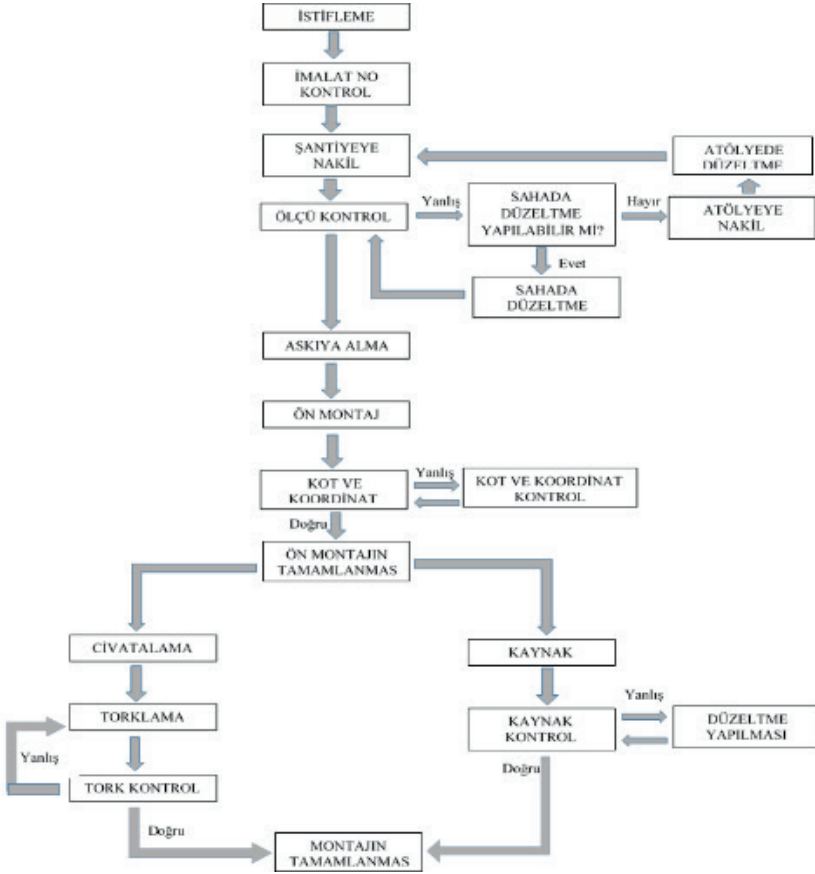 İSTİFLEME
İMALAT NO
KONTROL
ŞANTİYEYE
NAKİL
ATÖLYEDE
DÜZELTME
ÖLÇÜ KONTROL
Yanlış
SAHADA
DÜZELTME
YAPILABİLİR Mİ?
Hayır
ATÖLYEYE
NAKİL
Evet
SAHADA
DÜZELTME
ASKIYA ALMA
ÖN MONTAJ
KOT VE
KOORDİNAT
Yanlış
KOT VE KOORDİNAT
KONTROL
Doğru
ÖN MONTAJIN
TAMAMLANMAS
CİVATALAMA
KAYNAK
TORKLAMA
KAYNAK
KONTROL
Yanlış
DÜZELTME
YAPILMASI
Yanlış
TORK KONTROL
Doğru
Doğru
MONTAJIN
TAMAMLANMAS